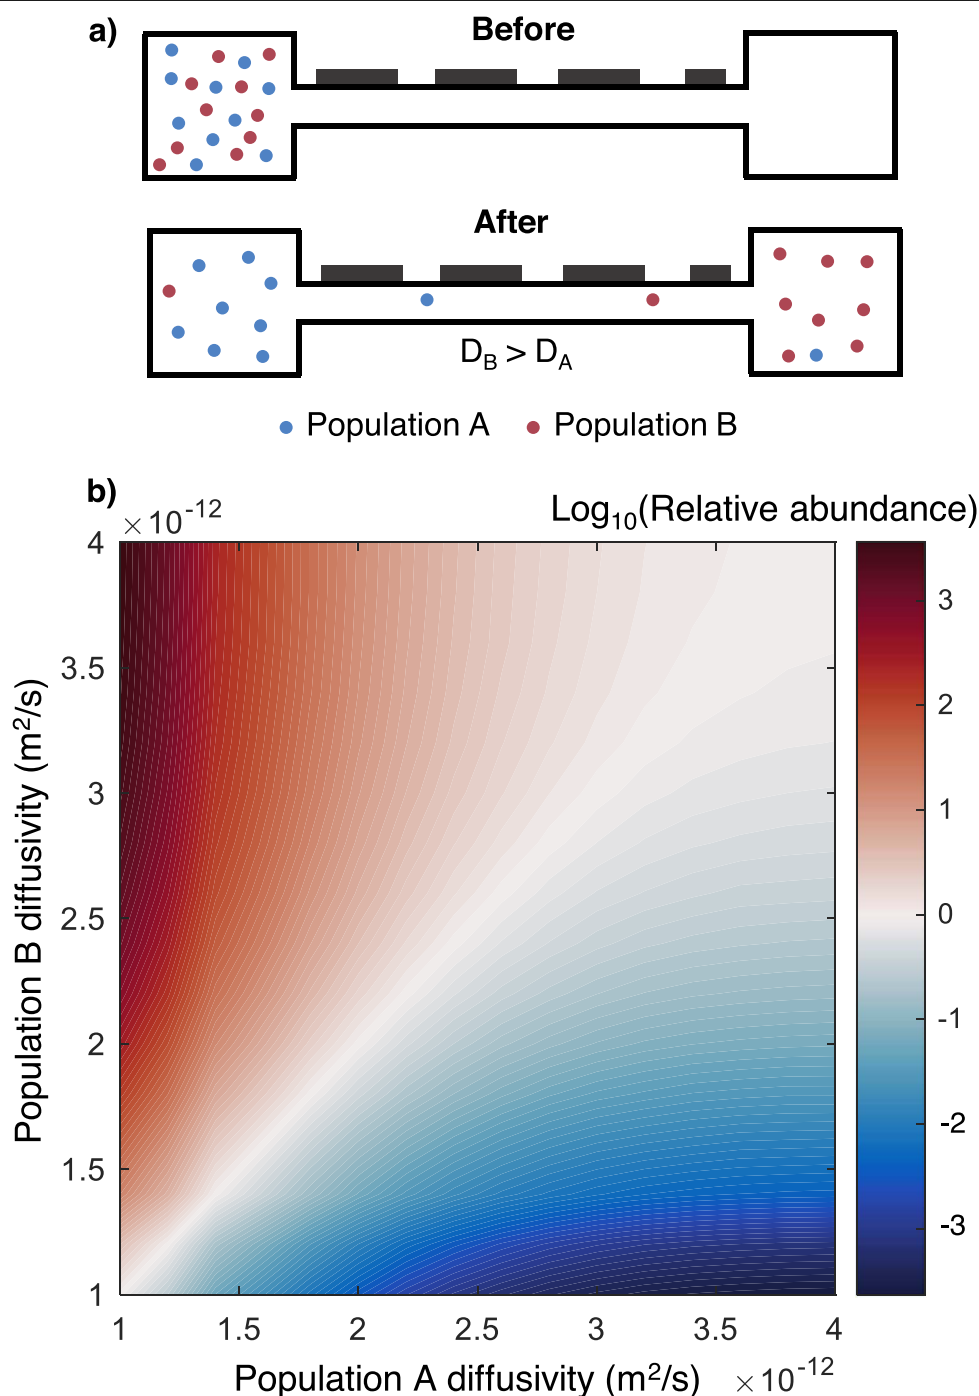 a) Before
After
D_B > D_A
Population A Population B
b)
×10⁻¹² Log₁₀(Relative abundance)
4
3.5
3
2.5
2
1.5
1
Population B diffusivity (m²/s)
3
2
1
0
-1
-2
-3
1 1.5 2 2.5 3 3.5 4
Population A diffusivity (m²/s) ×10⁻¹²